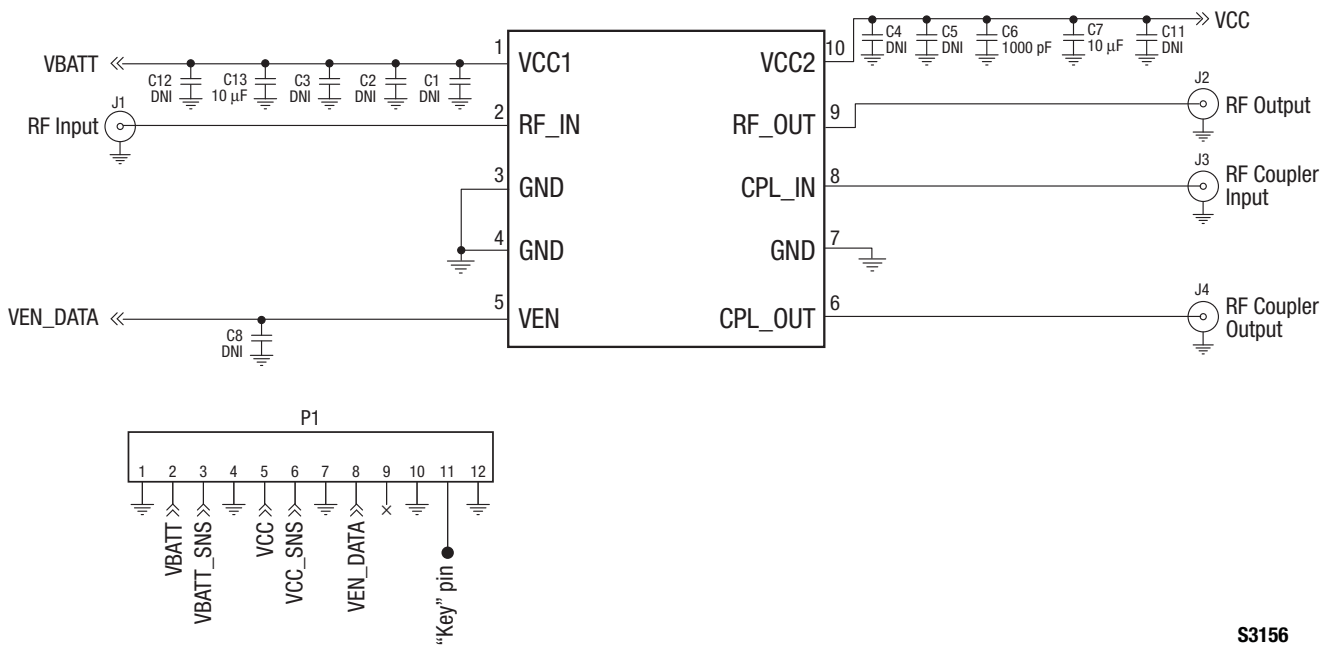 VCC
C4
DNI
C5
DNI
C6
1000 pF
C7
10 µF
C11
DNI
VBATT
C12
DNI
C13
10 µF
C3
DNI
C2
DNI
C1
DNI
1
VCC1
VCC2
10
J1
RF Input
2
RF_IN
RF_OUT
9
J2
RF Output
3
GND
CPL_IN
8
J3
RF Coupler
Input
4
GND
GND
7
VEN_DATA
C8
DNI
5
VEN
CPL_OUT
6
J4
RF Coupler
Output
P1
1 2 3 4 5 6 7 8 9 10 11 12
VBATT
VBATT_SNS
VCC
VCC_SNS
VEN_DATA
“Key” pin
S3156